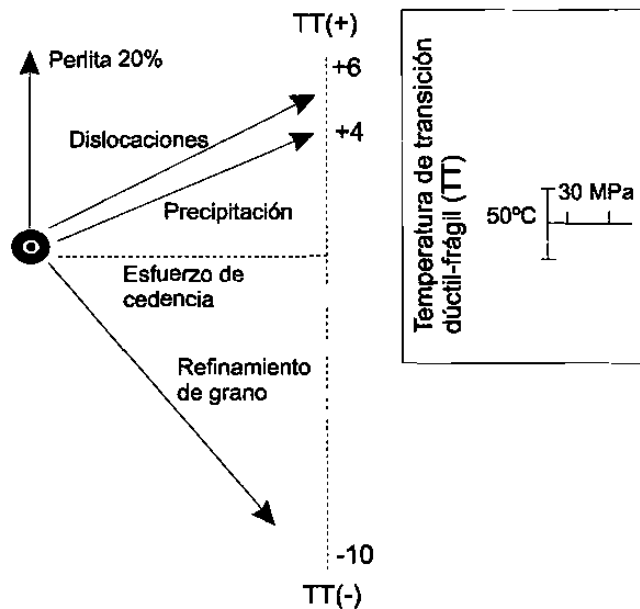 TT(+)
Perlita 20%
+6
Dislocaciones
+4
Precipitación
O
Esfuerzo de
cedencia
Refinamiento
de grano
-10
TT(-)
Temperatura de transición
dúctil-frágil (TT)
30 MPa
50ºC